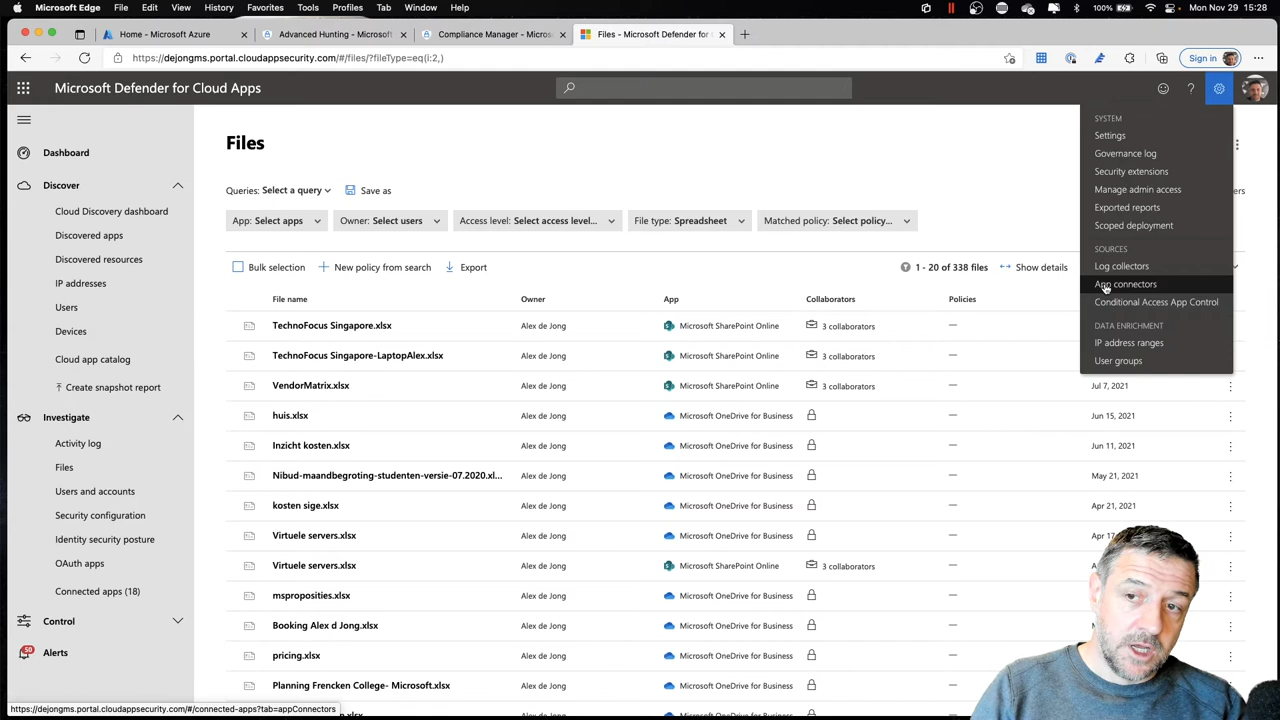 Microsoft Edge File Edit View History Favorites Tools Profiles Tab Window Help 100% Mon Nov 29 15:28
Home - Microsoft Azure
Advanced Hunting - Microsoft
Compliance Manager - Microsof
Files - Microsoft Defender for
https://dejongms.portal.cloudappsecurity.com/#/files/?fileType=eq(i:2,)
Sign in
Microsoft Defender for Cloud Apps
SYSTEM
Settings
Governance log
Security extensions
Manage admin access
Exported reports
Scoped deployment
SOURCES
Log collectors
App connectors
Conditional Access App Control
DATA ENRICHMENT
IP address ranges
User groups
Dashboard
Discover
Cloud Discovery dashboard
Discovered apps
Discovered resources
IP addresses
Users
Devices
Cloud app catalog
Create snapshot report
Investigate
Activity log
Files
Users and accounts
Security configuration
Identity security posture
OAuth apps
Connected apps (18)
Control
50
Alerts
Files
Queries: Select a query Save as
App: Select apps Owner: Select users Access level: Select access level... File type: Spreadsheet Matched policy: Select policy...
Bulk selection New policy from search Export 1 - 20 of 338 files Show details
File name Owner App Collaborators Policies
TechnoFocus Singapore.xlsx Alex de Jong Microsoft SharePoint Online 3 collaborators —
TechnoFocus Singapore-LaptopAlex.xlsx Alex de Jong Microsoft SharePoint Online 3 collaborators —
VendorMatrix.xlsx Alex de Jong Microsoft SharePoint Online 3 collaborators — Jul 7, 2021
huis.xlsx Alex de Jong Microsoft OneDrive for Business — Jun 15, 2021
Inzicht kosten.xlsx Alex de Jong Microsoft OneDrive for Business — Jun 11, 2021
Nibud-maandbegroting-studenten-versie-07.2020.xl... Alex de Jong Microsoft OneDrive for Business — May 21, 2021
kosten sige.xlsx Alex de Jong Microsoft OneDrive for Business — Apr 21, 2021
Virtuele servers.xlsx Alex de Jong Microsoft OneDrive for Business — Apr 17
Virtuele servers.xlsx Alex de Jong Microsoft SharePoint Online 3 collaborators —
msproposities.xlsx Alex de Jong Microsoft OneDrive for Business —
Booking Alex d Jong.xlsx Alex de Jong Microsoft OneDrive for Business —
pricing.xlsx Alex de Jong Microsoft OneDrive for Business —
Planning Frencken College- Microsoft.xlsx Alex de Jong Microsoft OneDrive for Business —
https://dejongms.portal.cloudappsecurity.com/#/connected-apps?tab=appConnectors